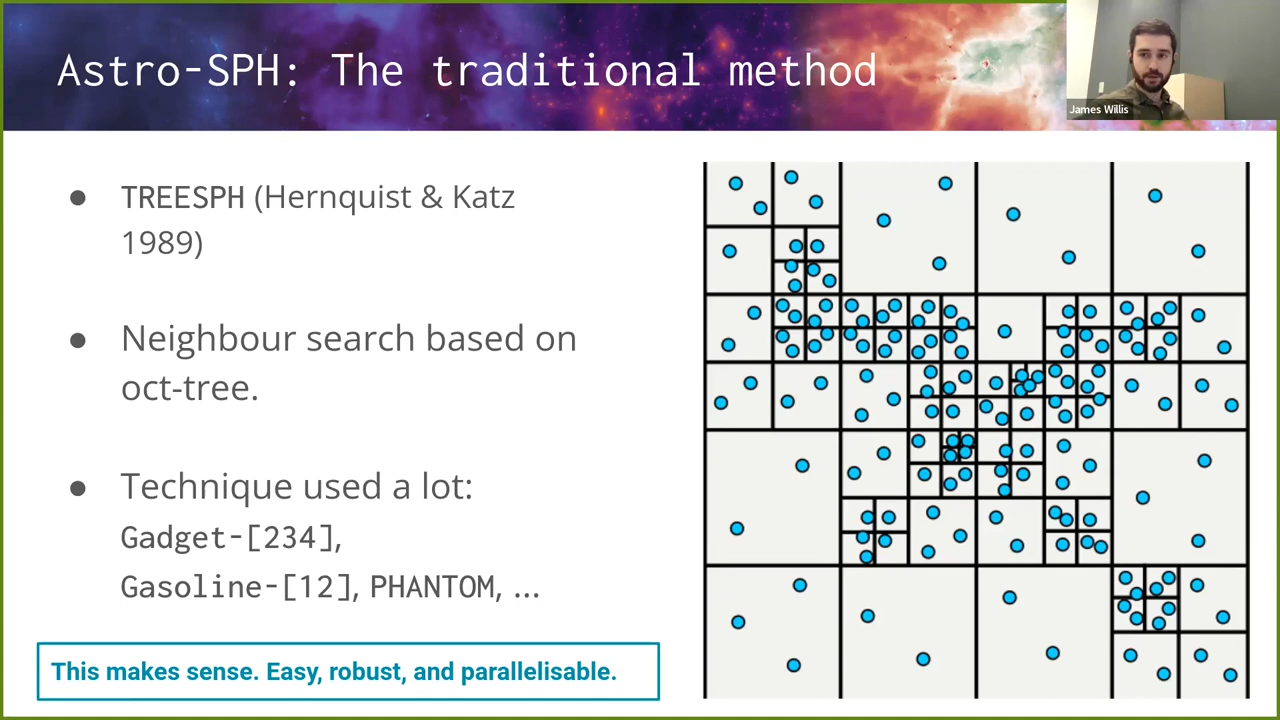 Astro-SPH: The traditional method
James Willis
● TREESPH (Hernquist & Katz
1989)
● Neighbour search based on
oct-tree.
● Technique used a lot:
Gadget-[234],
Gasoline-[12], PHANTOM, ...
This makes sense. Easy, robust, and parallelisable.